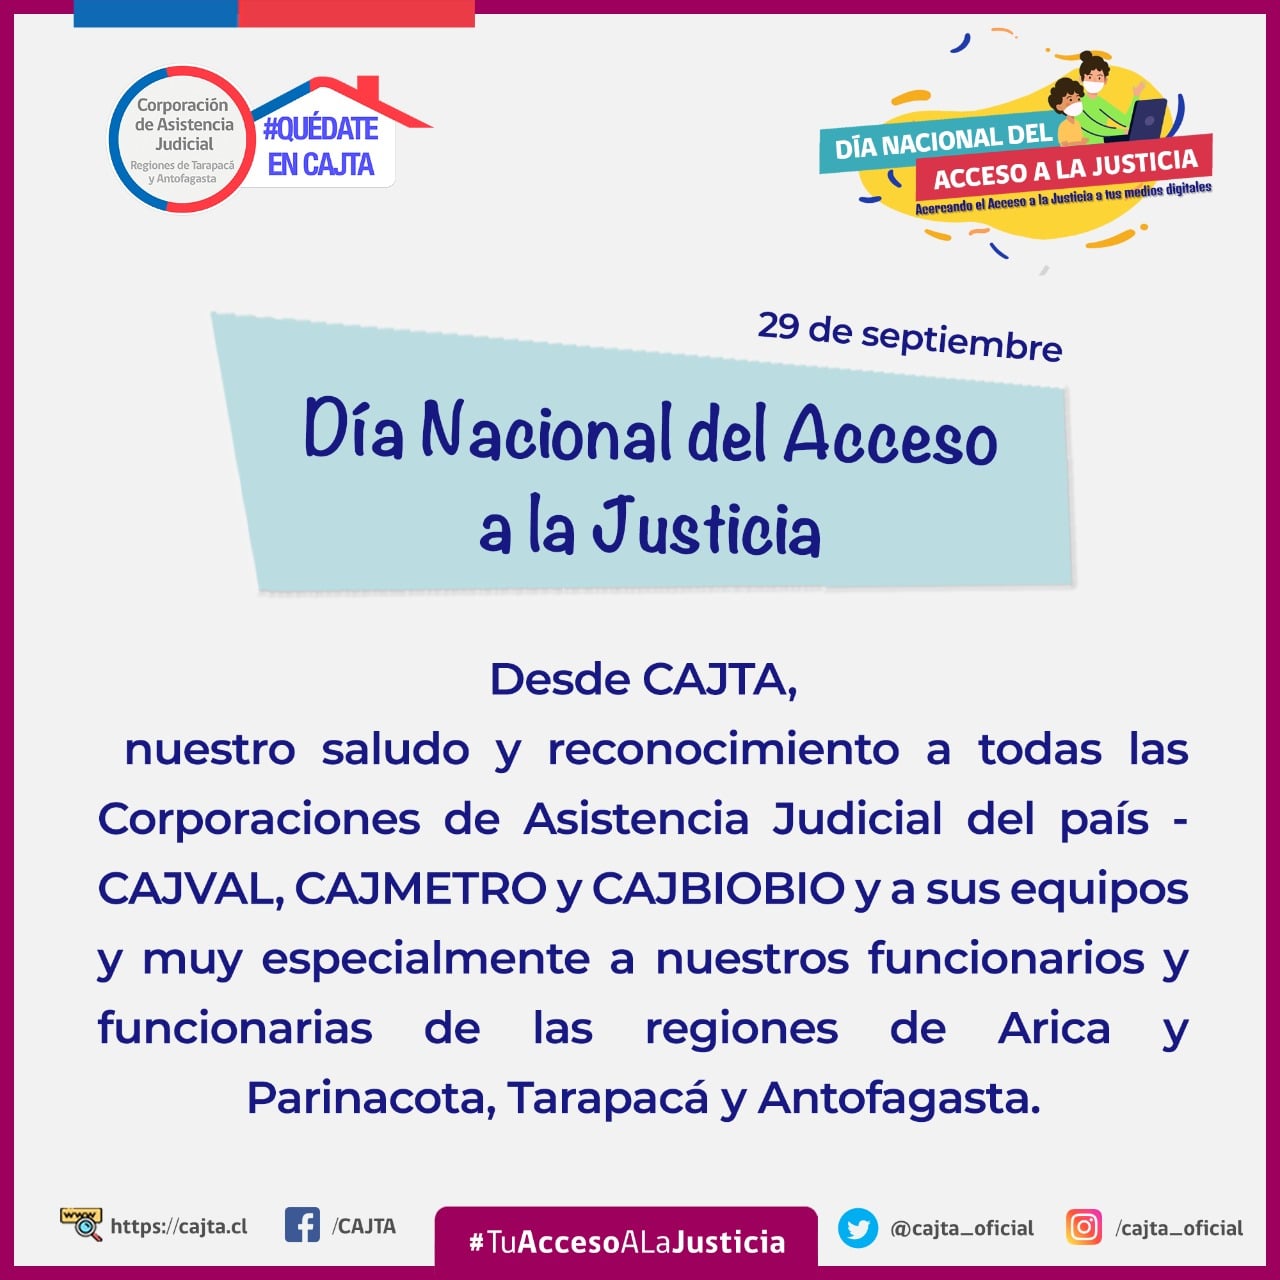 Corporación
de Asistencia
Judicial
Regiones de Tarapacá
y Antofagasta
#QUÉDATE
EN CAJTA
DÍA NACIONAL DEL
ACCESO A LA JUSTICIA
Acercando el Acceso a la Justicia a tus medios digitales
29 de septiembre
Día Nacional del Acceso
a la Justicia
Desde CAJTA,
nuestro saludo y reconocimiento a todas las
Corporaciones de Asistencia Judicial del país -
CAJVAL, CAJMETRO y CAJBIOBIO y a sus equipos
y muy especialmente a nuestros funcionarios y
funcionarias de las regiones de Arica y
Parinacota, Tarapacá y Antofagasta.
www
https://cajta.cl
/CAJTA
#TuAccesoALaJusticia
@cajta_oficial
/cajta_oficial